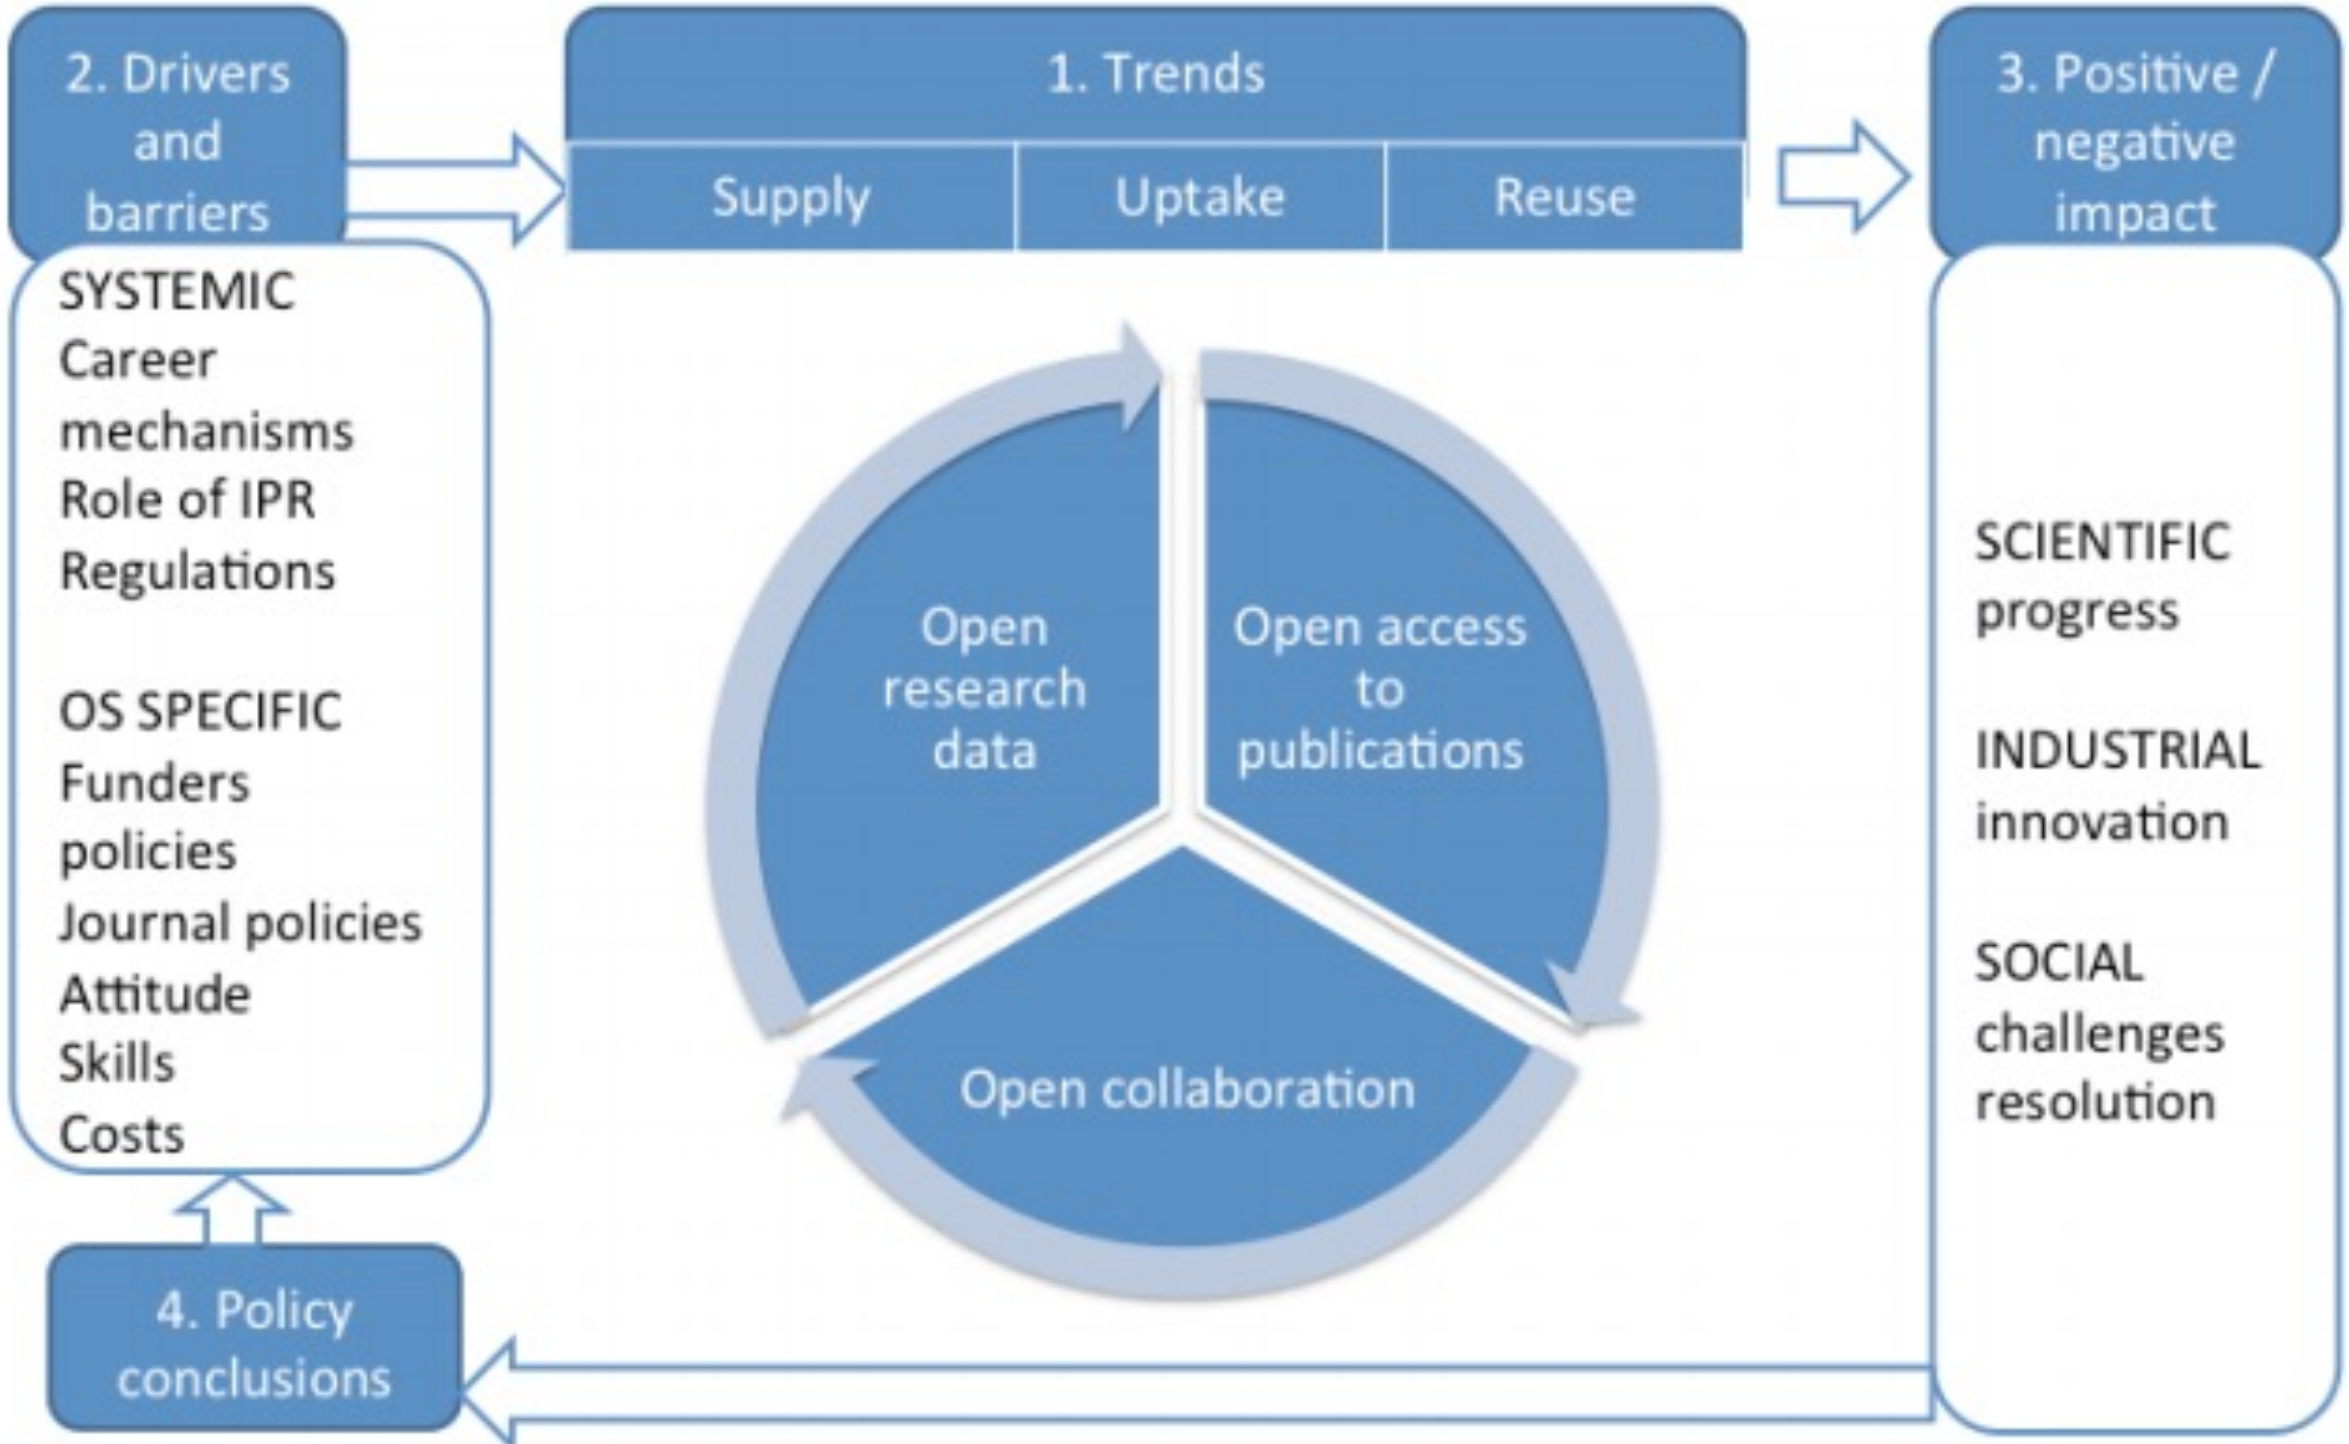 2. Drivers
and
barriers
SYSTEMIC
Career
mechanisms
Role of IPR
Regulations
OS SPECIFIC
Funders
policies
Journal policies
Attitude
Skills
Costs
1. Trends
Supply
Uptake
Reuse
Open
research
data
Open access
to
publications
Open collaboration
3. Positive /
negative
impact
SCIENTIFIC
progress
INDUSTRIAL
innovation
SOCIAL
challenges
resolution
4. Policy
conclusions